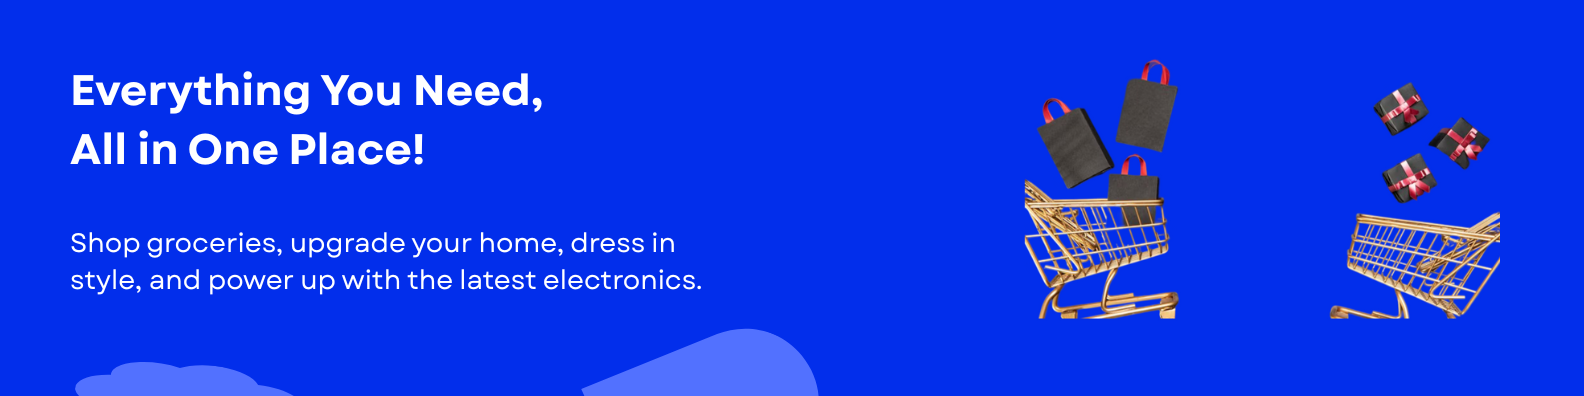 Everything You Need,
All in One Place!
Shop groceries, upgrade your home, dress in
style, and power up with the latest electronics.